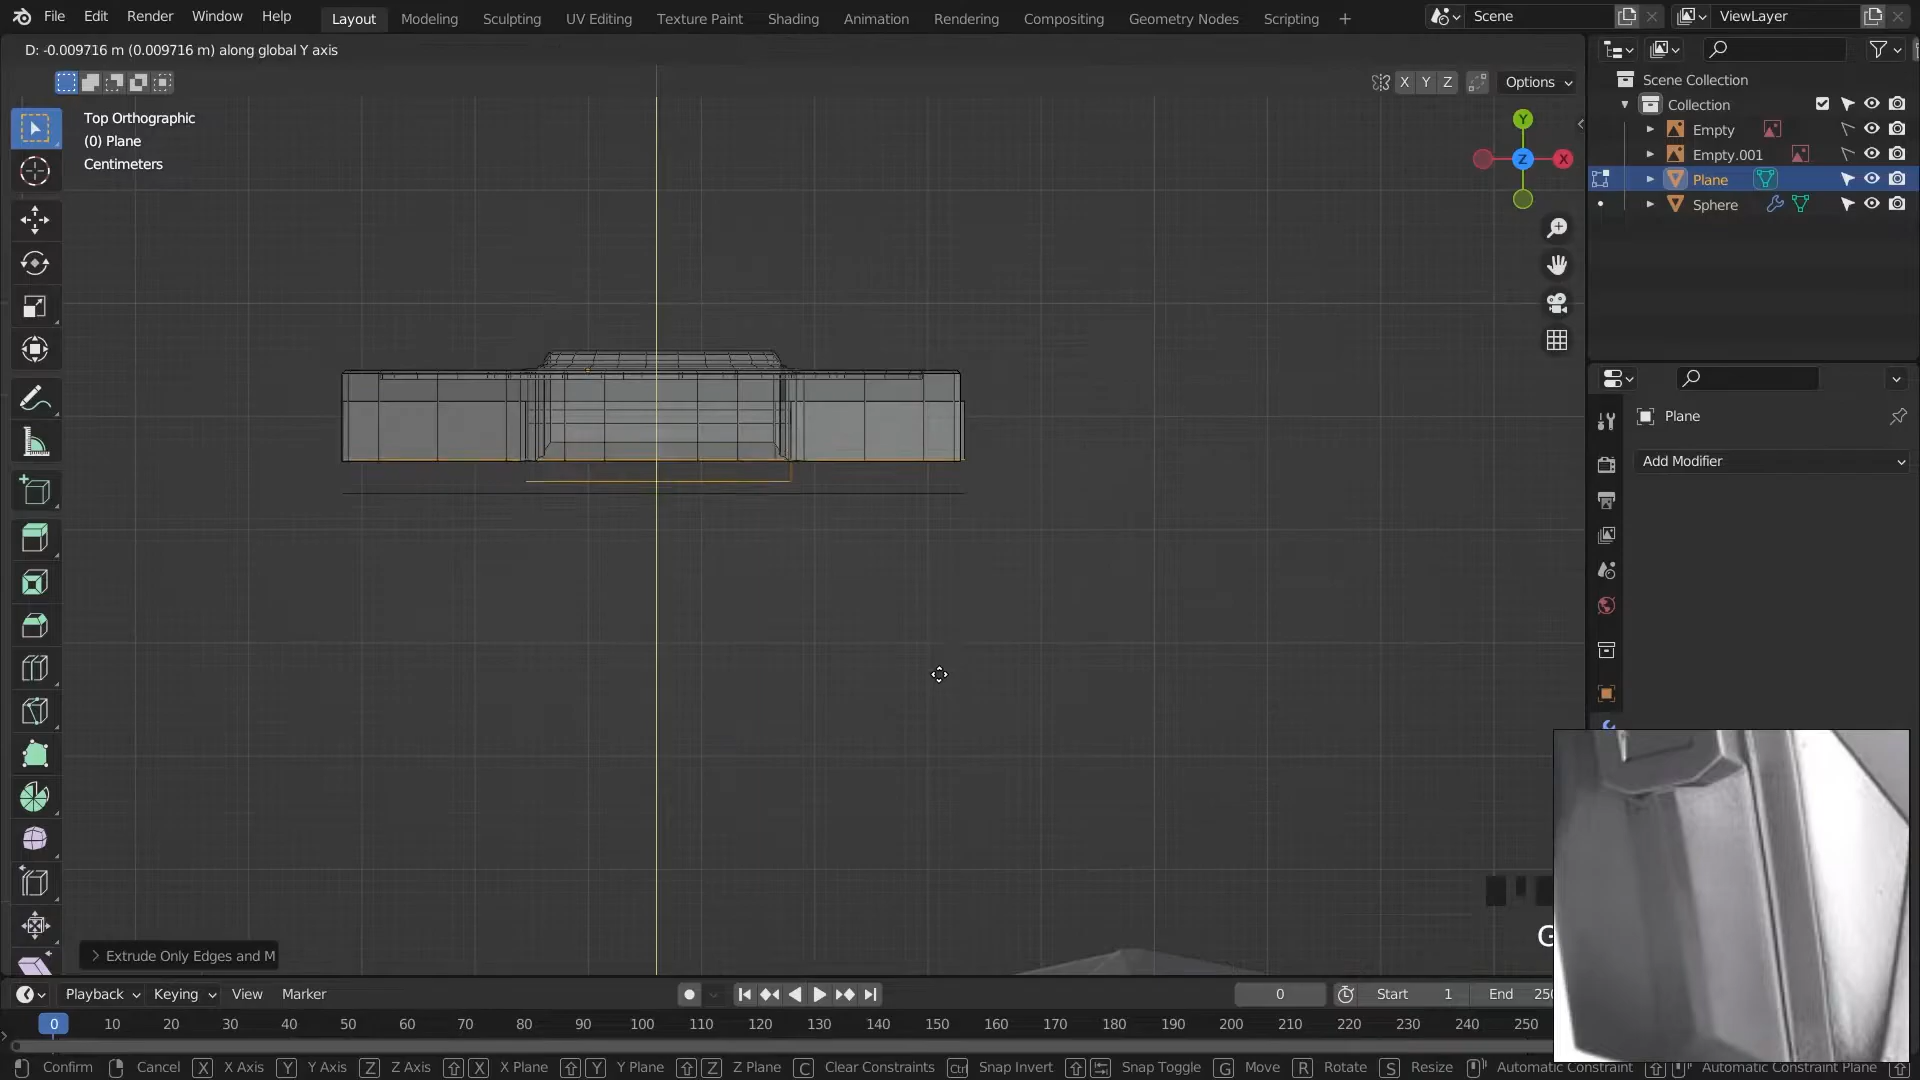 File Edit Render Window Help Layout Modeling Sculpting UV Editing Texture Paint Shading Animation Rendering Compositing Geometry Nodes Scripting + Scene ViewLayer
D: -0.009716 m (0.009716 m) along global Y axis
X Y Z Options
Top Orthographic
(0) Plane
Centimeters
Y
Z X
Scene Collection
Collection
Empty
Empty.001
Plane
Sphere
Plane
Add Modifier
G
Extrude Only Edges and M
Playback Keying View Marker 0 Start 1 End 250
0 10 20 30 40 50 60 70 80 90 100 110 120 130 140 150 160 170 180 190 200 210 220 230 240 250
Confirm Cancel X X Axis Y Y Axis Z Z Axis X X Plane Y Y Plane Z Z Plane C Clear Constraints Ctrl Snap Invert Snap Toggle G Move R Rotate S Resize Automatic Constraint Automatic Constraint Plane